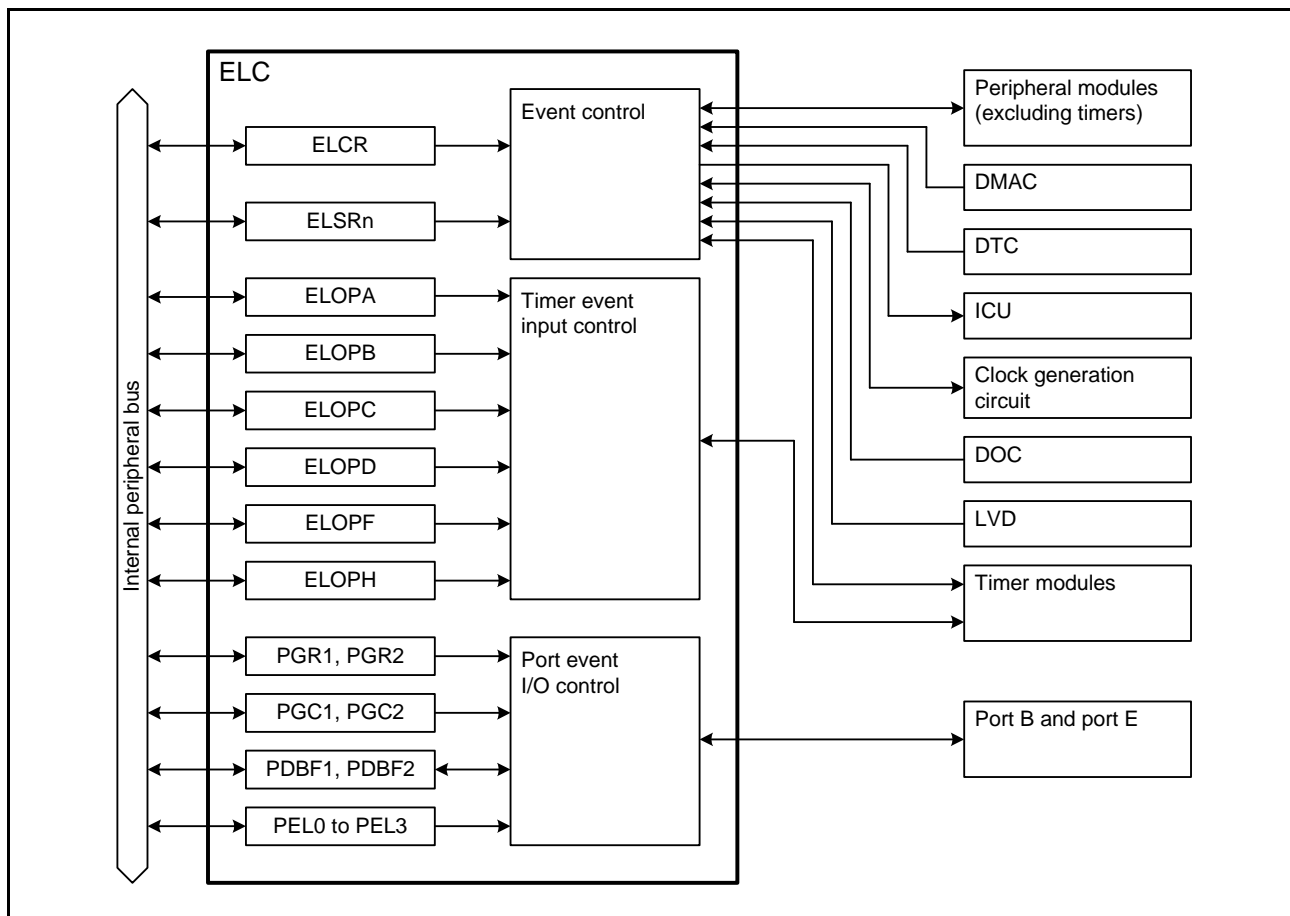 ELC
Internal peripheral bus
ELCR
ELSRn
ELOPA
ELOPB
ELOPC
ELOPD
ELOPF
ELOPH
PGR1, PGR2
PGC1, PGC2
PDBF1, PDBF2
PEL0 to PEL3
Event control
Timer event
input control
Port event
I/O control
Peripheral modules
(excluding timers)
DMAC
DTC
ICU
Clock generation
circuit
DOC
LVD
Timer modules
Port B and port E